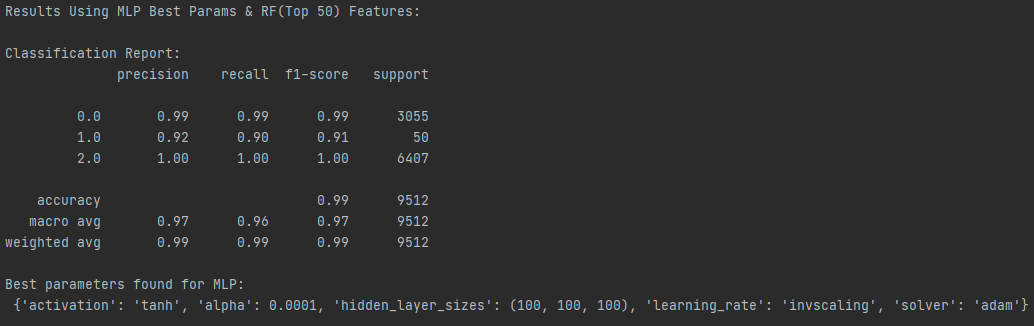 Results Using MLP Best Params & RF(Top 50) Features:
Classification Report:
precision recall f1-score support
0.0 0.99 0.99 0.99 3055
1.0 0.92 0.90 0.91 50
2.0 1.00 1.00 1.00 6407
accuracy 0.99 9512
macro avg 0.97 0.96 0.97 9512
weighted avg 0.99 0.99 0.99 9512
Best parameters found for MLP:
{'activation': 'tanh', 'alpha': 0.0001, 'hidden_layer_sizes': (100, 100, 100), 'learning_rate': 'invscaling', 'solver': 'adam'}